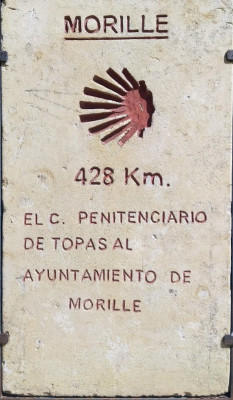 MORILLE
428 Km.
EL C. PENITENCIARIO
DE TOPAS AL
AYUNTAMIENTO DE
MORILLE